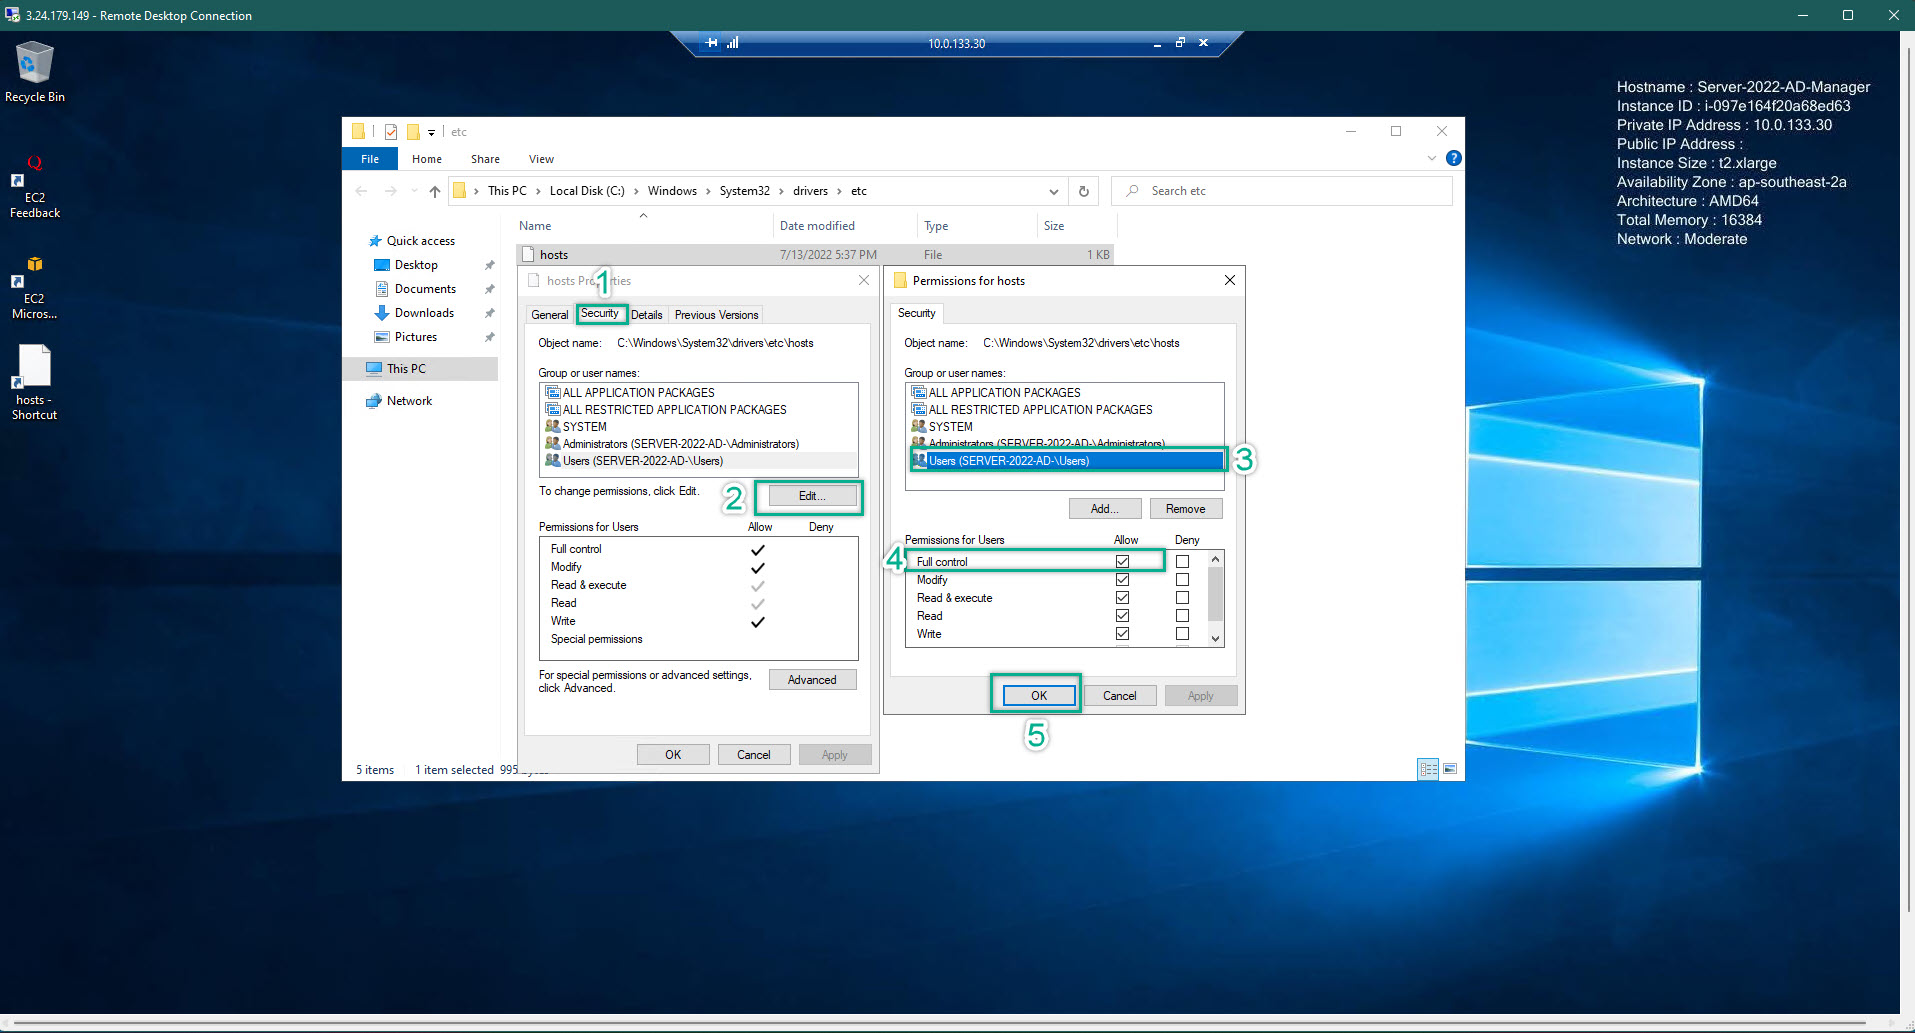 3.24.179.149 - Remote Desktop Connection
10.0.133.30
Recycle Bin
EC2
Feedback
EC2
Micros...
hosts -
Shortcut
Hostname : Server-2022-AD-Manager
Instance ID : i-097e164f20a68ed63
Private IP Address : 10.0.133.30
Public IP Address :
Instance Size : t2.xlarge
Availability Zone : ap-southeast-2a
Architecture : AMD64
Total Memory : 16384
Network : Moderate
etc
File Home Share View
This PC › Local Disk (C:) › Windows › System32 › drivers › etc
Search etc
Name Date modified Type Size
hosts 7/13/2022 5:37 PM File 1 KB
Quick access
Desktop
Documents
Downloads
Pictures
This PC
Network
5 items 1 item selected 995
hosts
1
General Security Details Previous Versions
Object name: C:\Windows\System32\drivers\etc\hosts
Group or user names:
ALL APPLICATION PACKAGES
ALL RESTRICTED APPLICATION PACKAGES
SYSTEM
Administrators (SERVER-2022-AD-\Administrators)
Users (SERVER-2022-AD-\Users)
To change permissions, click Edit.
2
Edit...
Permissions for Users Allow Deny
Full control
Modify
Read & execute
Read
Write
Special permissions
For special permissions or advanced settings,
click Advanced.
Advanced
OK Cancel Apply
Permissions for hosts
Security
Object name: C:\Windows\System32\drivers\etc\hosts
Group or user names:
ALL APPLICATION PACKAGES
ALL RESTRICTED APPLICATION PACKAGES
SYSTEM
Administrators (SERVER-2022-AD-\Administrators)
Users (SERVER-2022-AD-\Users)
3
Add... Remove
Permissions for Users Allow Deny
4
Full control
Modify
Read & execute
Read
Write
OK Cancel Apply
5